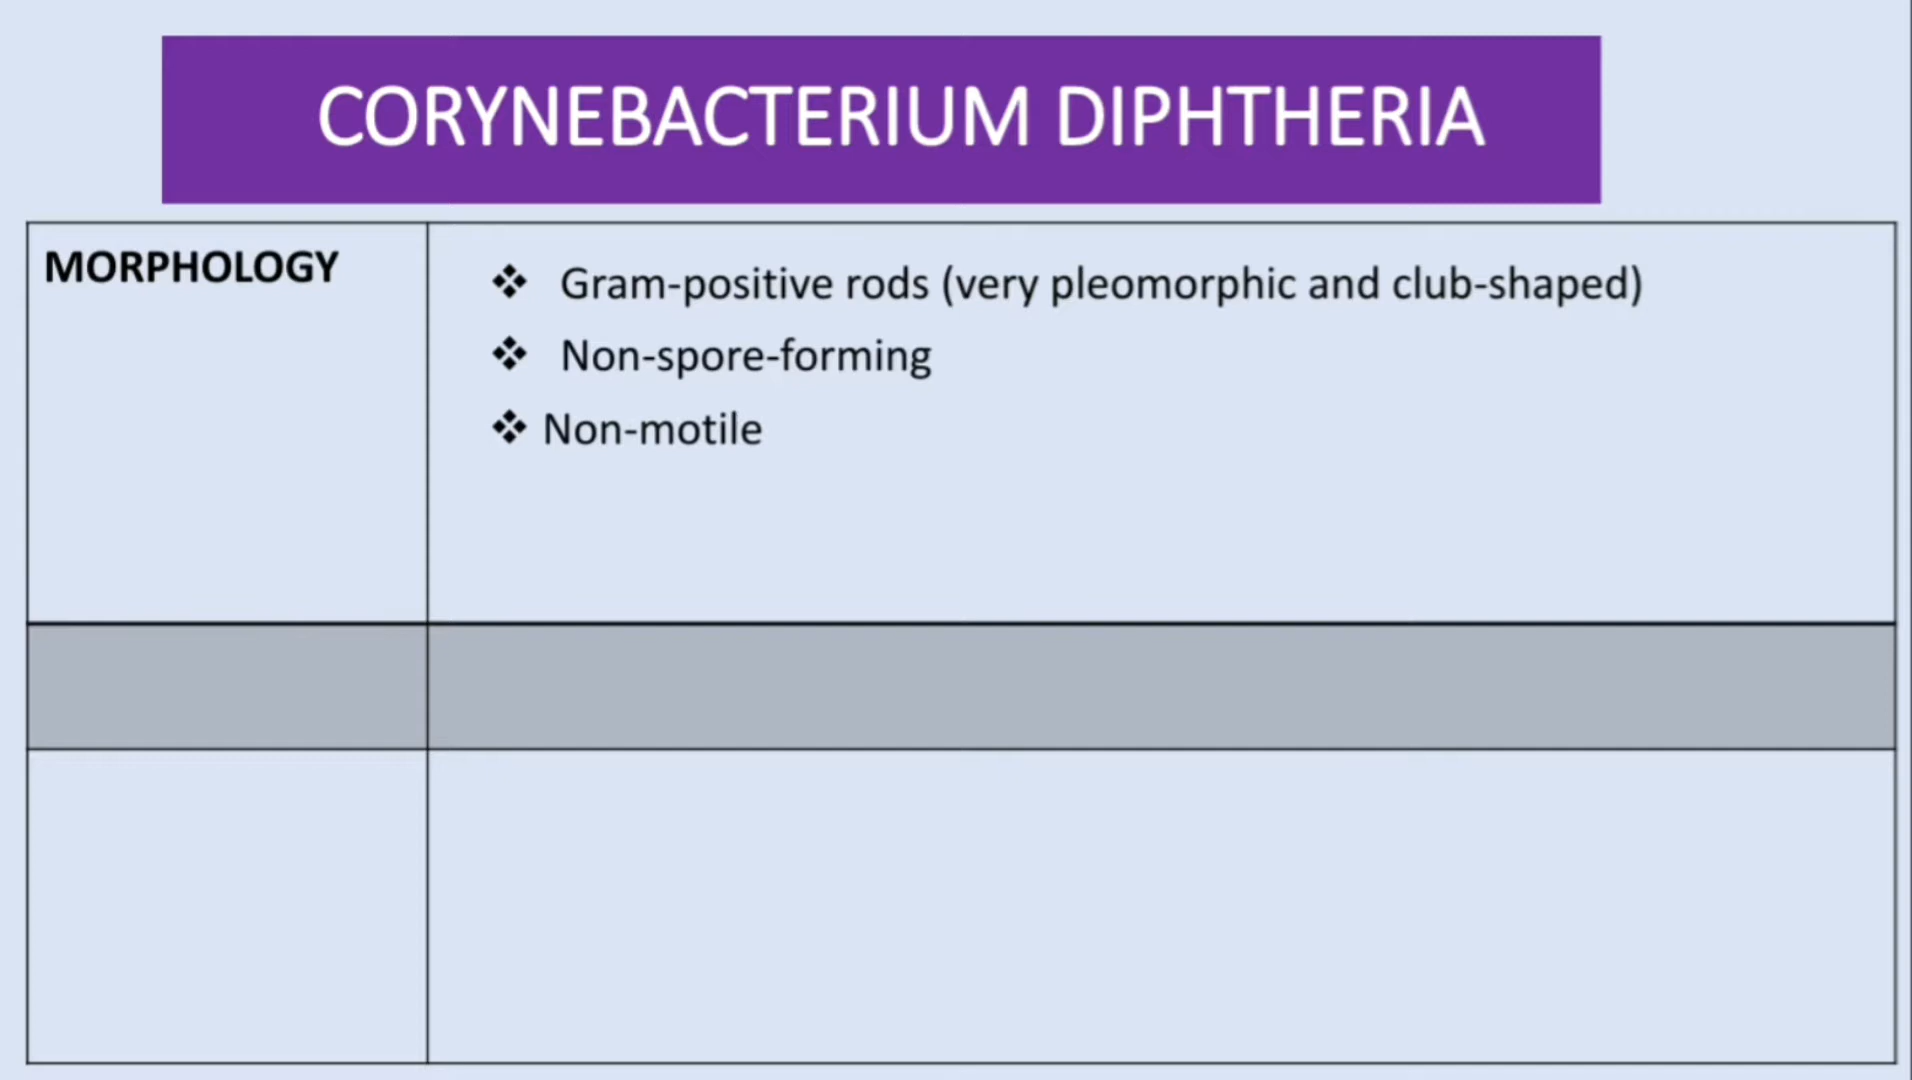 CORYNEBACTERIUM DIPHTHERIA
MORPHOLOGY
❖ Gram-positive rods (very pleomorphic and club-shaped)
❖ Non-spore-forming
❖ Non-motile